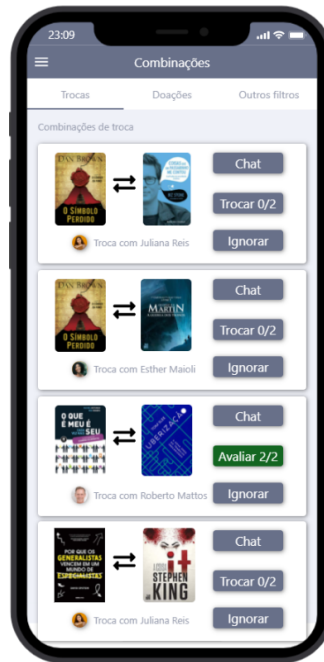 23:09
Combinações
Trocas Doações Outros filtros
Combinações de troca
DAN BROWN
O SÍMBOLO
PERDIDO
Chat
Trocar 0/2
Troca com Juliana Reis
Ignorar
DAN BROWN
O SÍMBOLO
PERDIDO
MARTIN
Chat
Trocar 0/2
Troca com Esther Maioli
Ignorar
O QUE
É MEU É
SEU
UBERIZAÇÃO
Chat
Avaliar 2/2
Troca com Roberto Mattos
Ignorar
POR QUE OS
GENERALISTAS
VENCEM EM UM
MUNDO DE
ESPECIALISTAS
it
STEPHEN
KING
Chat
Trocar 0/2
Troca com Juliana Reis
Ignorar